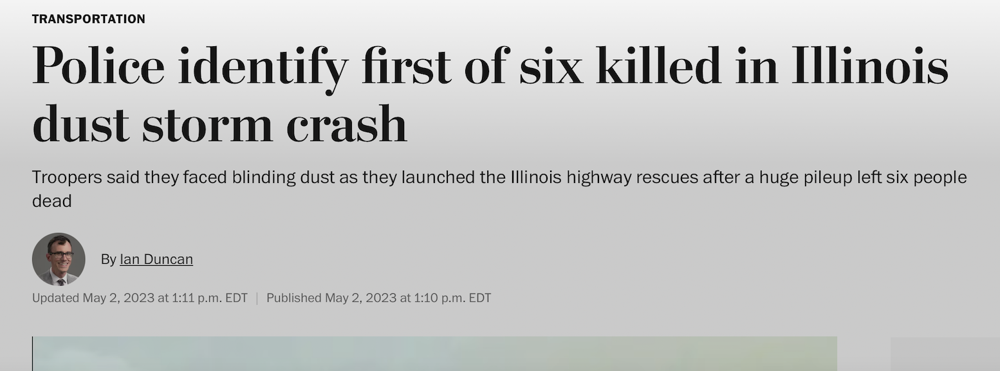 TRANSPORTATION
Police identify first of six killed in Illinois
dust storm crash
Troopers said they faced blinding dust as they launched the Illinois highway rescues after a huge pileup left six people
dead
By Ian Duncan
Updated May 2, 2023 at 1:11 p.m. EDT | Published May 2, 2023 at 1:10 p.m. EDT